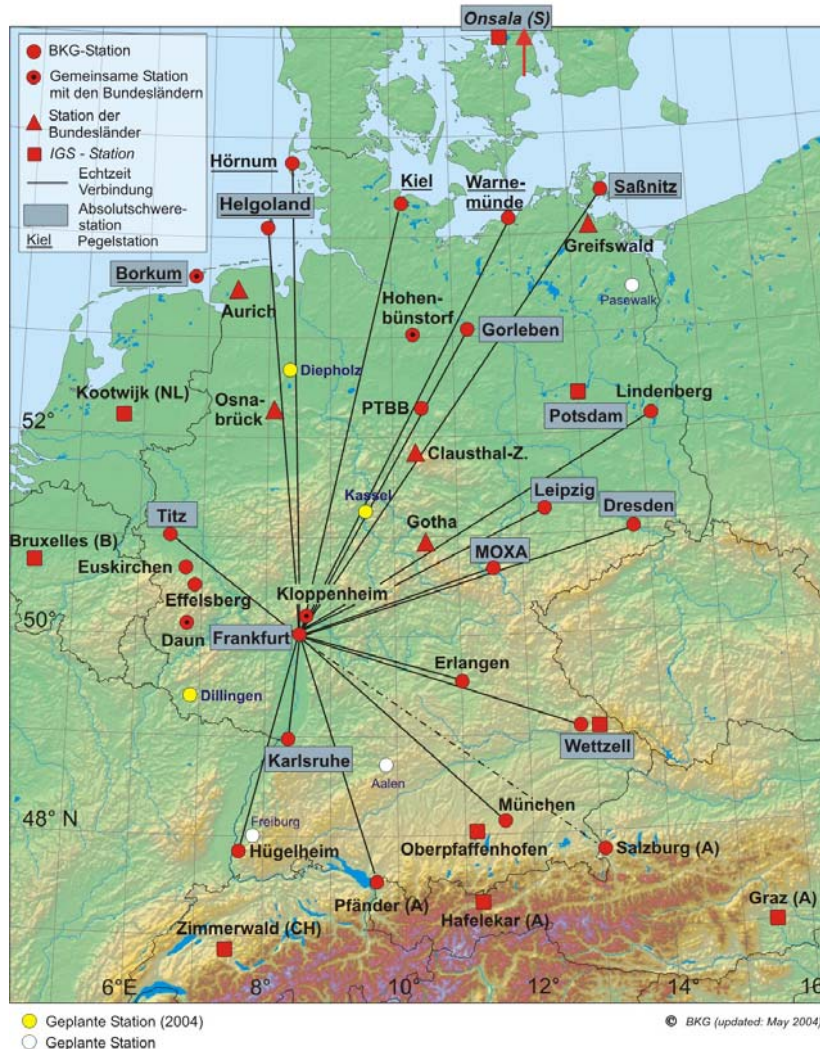 Onsala (S)
BKG-Station
Gemeinsame Station
mit den Bundesländern
Station der
Bundesländer
IGS - Station
Echtzeit
Verbindung
Absolutschwere-
station
Kiel Pegelstation
Hörnum
Helgoland
Kiel
Warne-
münde
Saßnitz
Greifswald
Borkum
Aurich
Hohen-
bünstorf
Pasewalk
Gorleben
Diepholz
Kootwijk (NL)
Osna-
brück
PTBB
Potsdam
Lindenberg
52°
Clausthal-Z.
Kassel
Leipzig
Dresden
Titz
Gotha
Bruxelles (B)
MOXA
Euskirchen
Effelsberg
Kloppenheim
50°
Daun
Frankfurt
Erlangen
Dillingen
Wettzell
Karlsruhe
Aalen
München
48° N
Freiburg
Hügelheim
Oberpfaffenhofen
Salzburg (A)
Pfänder (A)
Hafelekar (A)
Graz (A)
Zimmerwald (CH)
6°E
8°
10°
12°
14°
16°
Geplante Station (2004)
Geplante Station
© BKG (updated: May 2004)